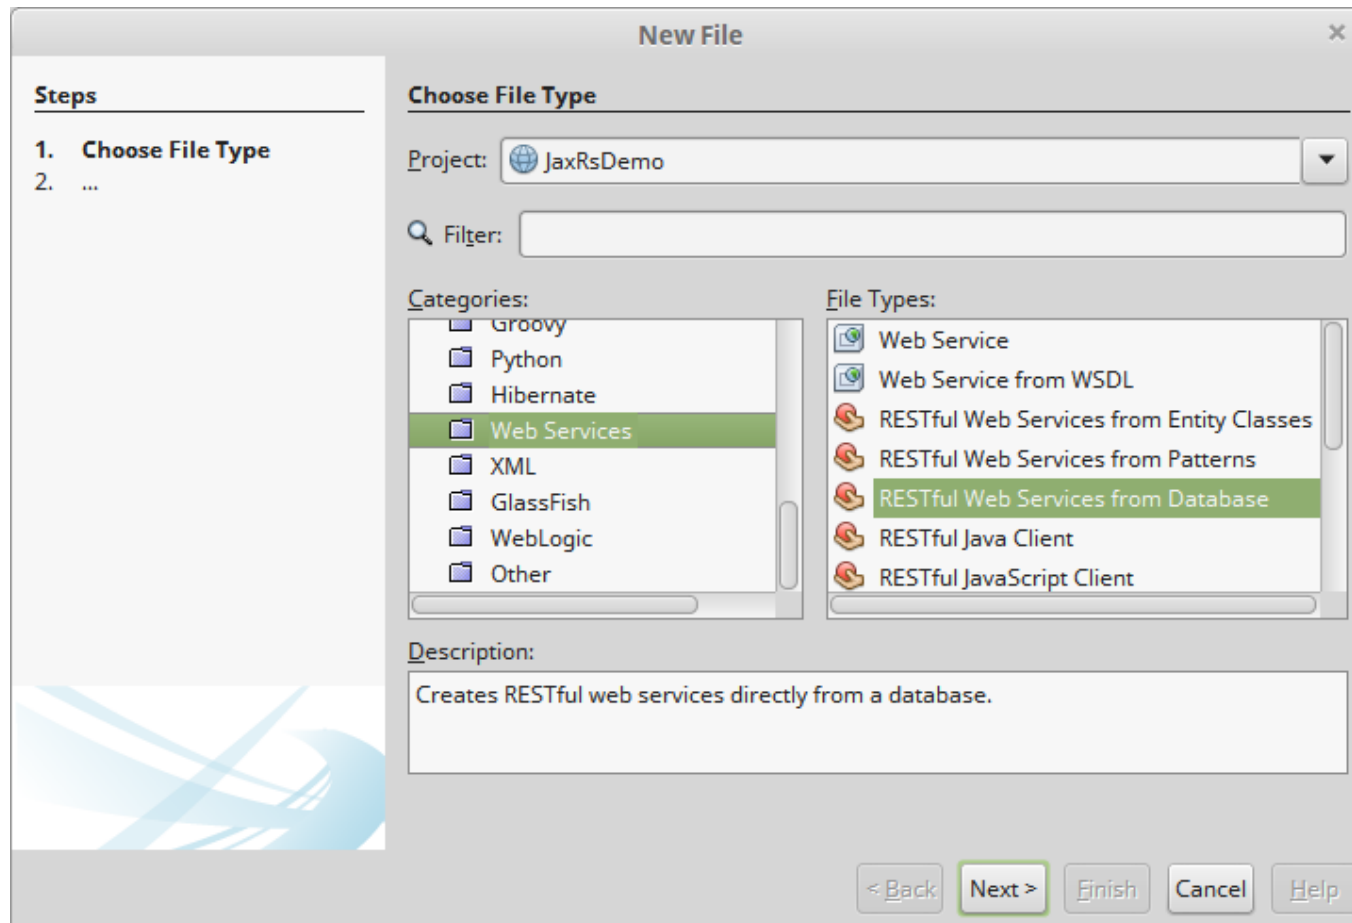 New File
Steps
1. Choose File Type
2. ...
Choose File Type
Project: JaxRsDemo
Filter:
Categories:
Groovy
Python
Hibernate
Web Services
XML
GlassFish
WebLogic
Other
File Types:
Web Service
Web Service from WSDL
RESTful Web Services from Entity Classes
RESTful Web Services from Patterns
RESTful Web Services from Database
RESTful Java Client
RESTful JavaScript Client
Description:
Creates RESTful web services directly from a database.
< Back Next > Finish Cancel Help